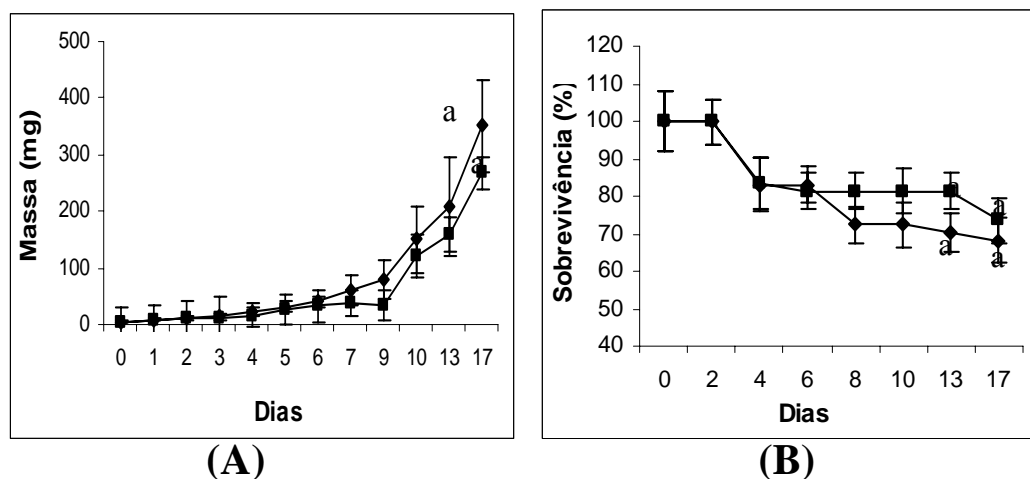 500
400
300
200
100
0
Masssa (mg)
a
a
0 1 2 3 4 5 6 7 9 10 13 17
Dias
(A)
120
110
100
90
80
70
60
50
40
Sobrevivência (%)
a
a
a
a
0 2 4 6 8 10 13 17
Dias
(B)